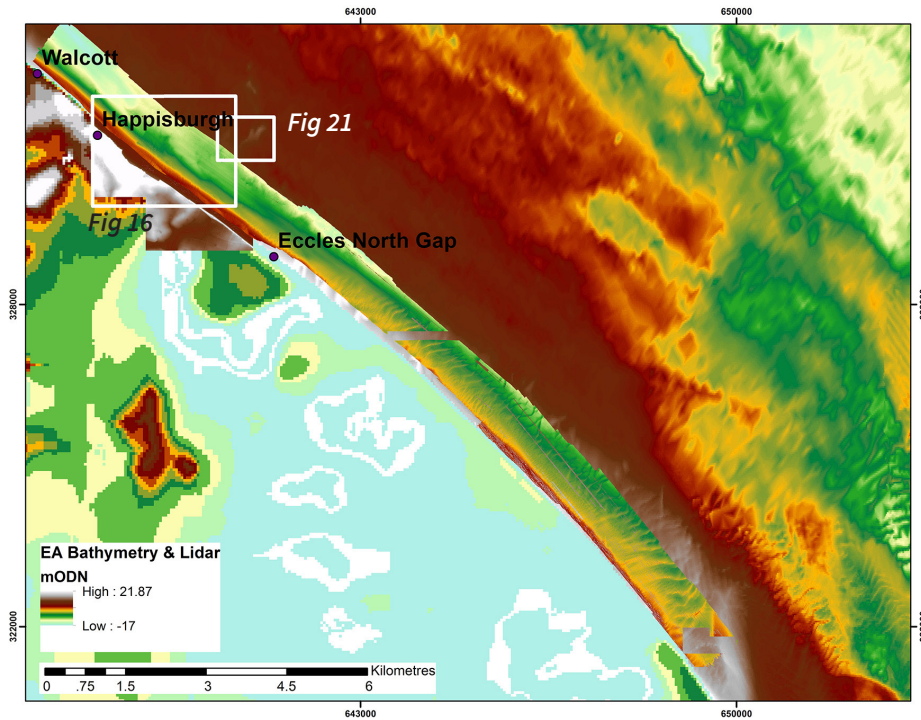 643000 650000
Walcott
Happisburgh
Fig 21
Fig 16
Eccles North Gap
328000
EA Bathymetry & Lidar
mODN
High : 21.87
Low : -17
322000
Kilometres
0 .75 1.5 3 4.5 6
643000 650000